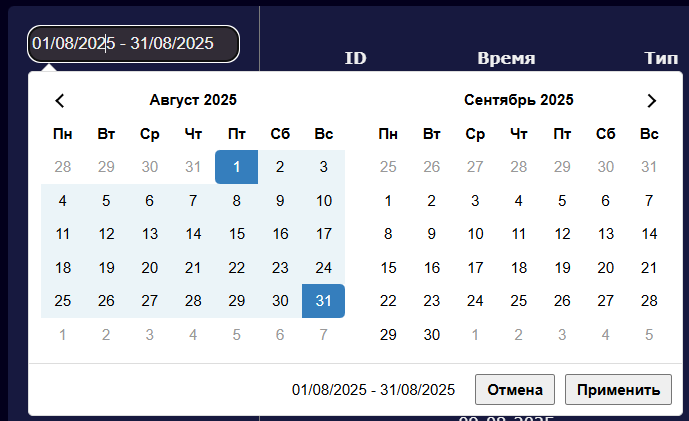 01/08/2025 - 31/08/2025
ID Время Тип
Август 2025 Сентябрь 2025
Пн Вт Ср Чт Пт Сб Вс Пн Вт Ср Чт Пт Сб Вс
28 29 30 31 1 2 3 25 26 27 28 29 30 31
4 5 6 7 8 9 10 1 2 3 4 5 6 7
11 12 13 14 15 16 17 8 9 10 11 12 13 14
18 19 20 21 22 23 24 15 16 17 18 19 20 21
25 26 27 28 29 30 31 22 23 24 25 26 27 28
1 2 3 4 5 6 7 29 30 1 2 3 4 5
01/08/2025 - 31/08/2025 Отмена Применить